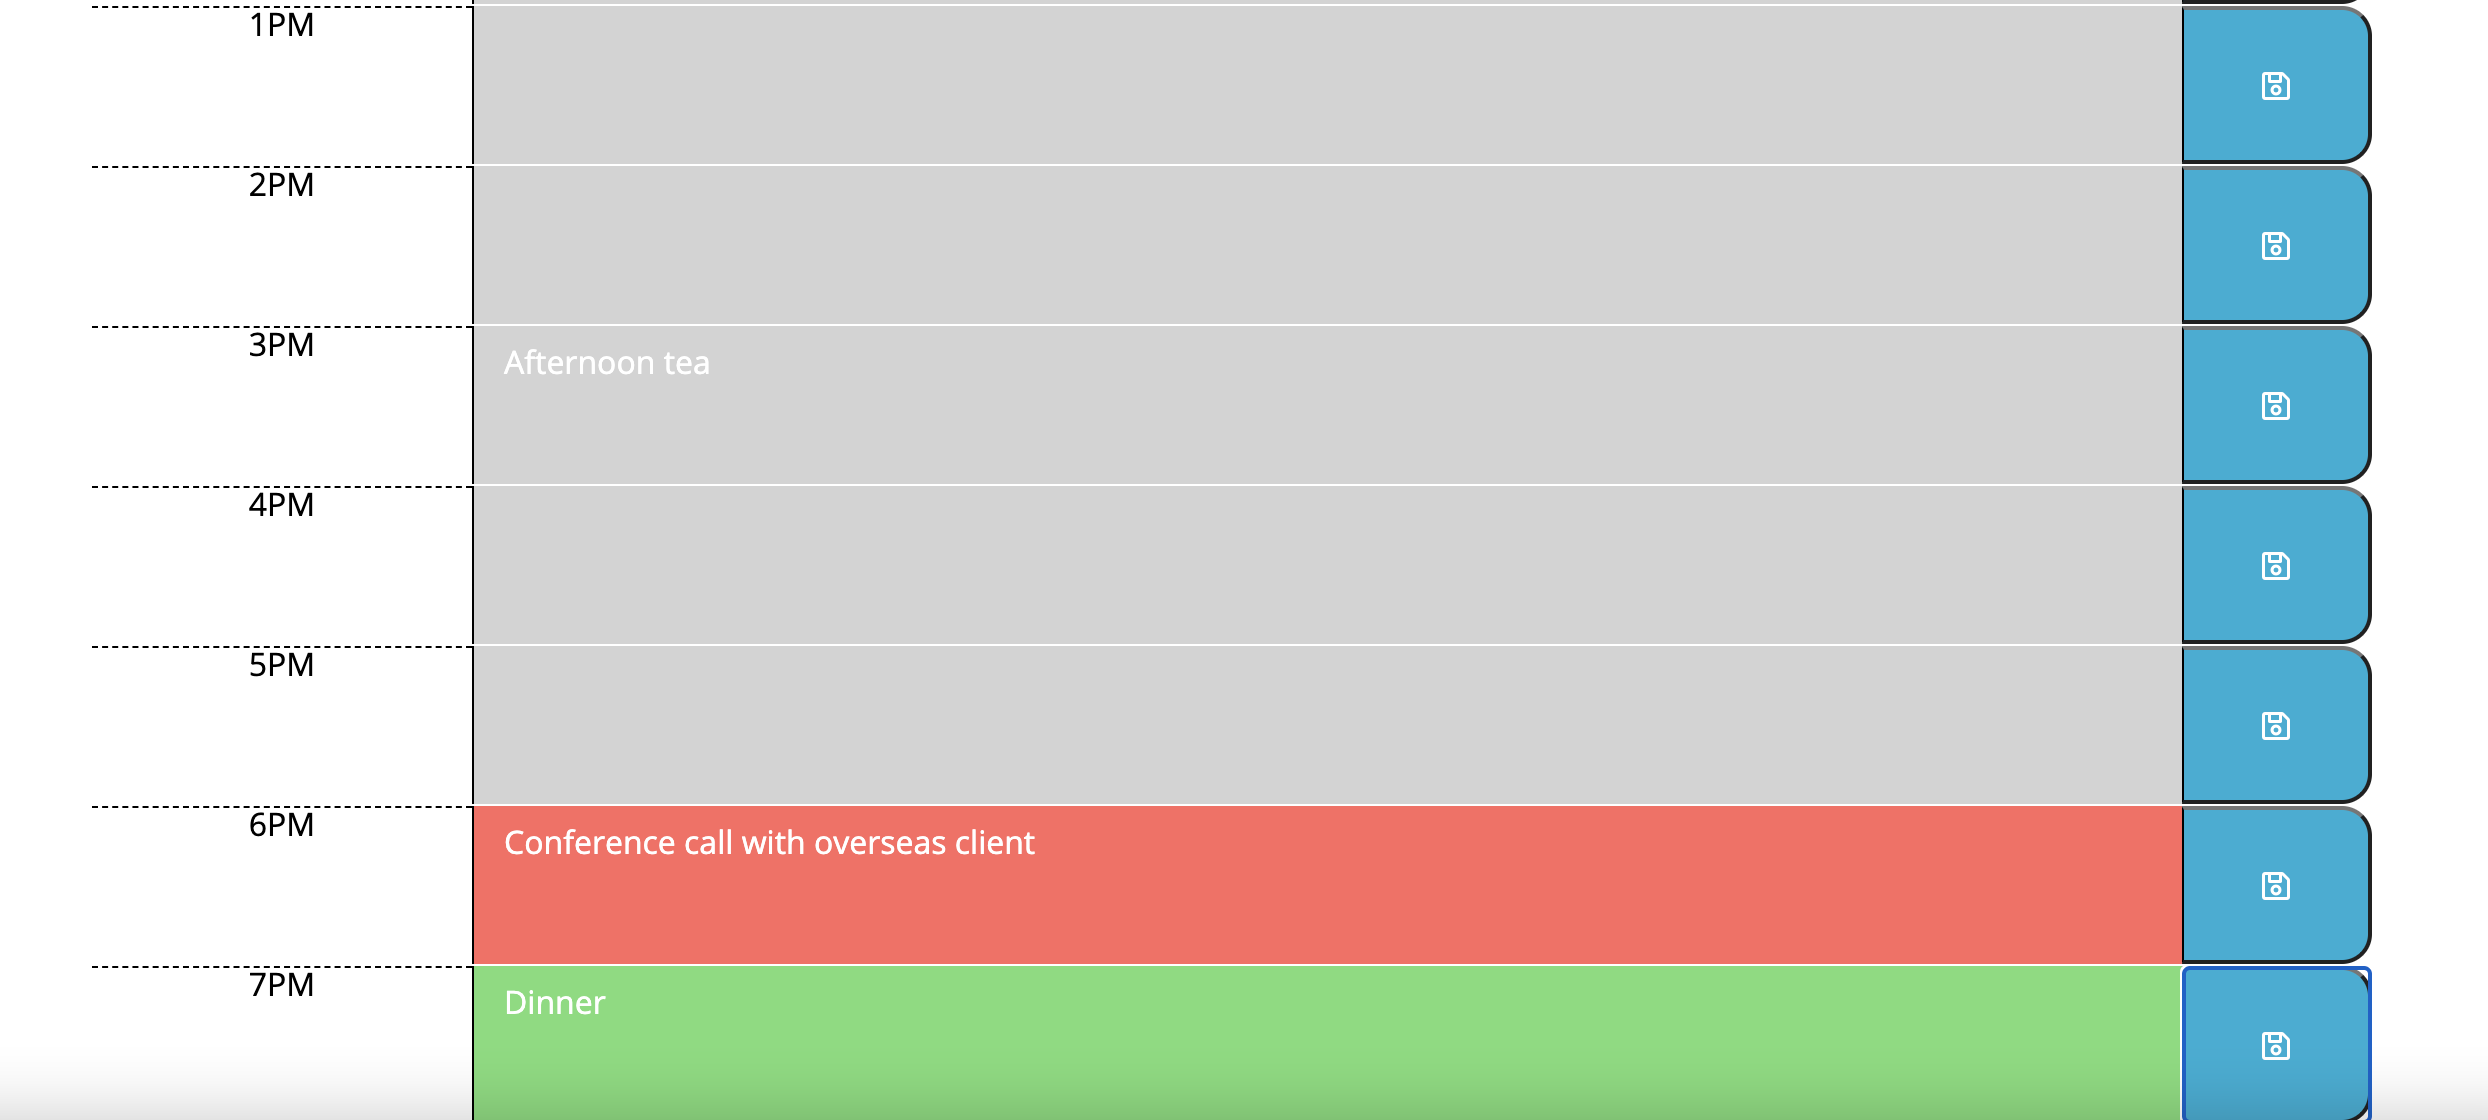 1PM
2PM
3PM
Afternoon tea
4PM
5PM
6PM
Conference call with overseas client
7PM
Dinner